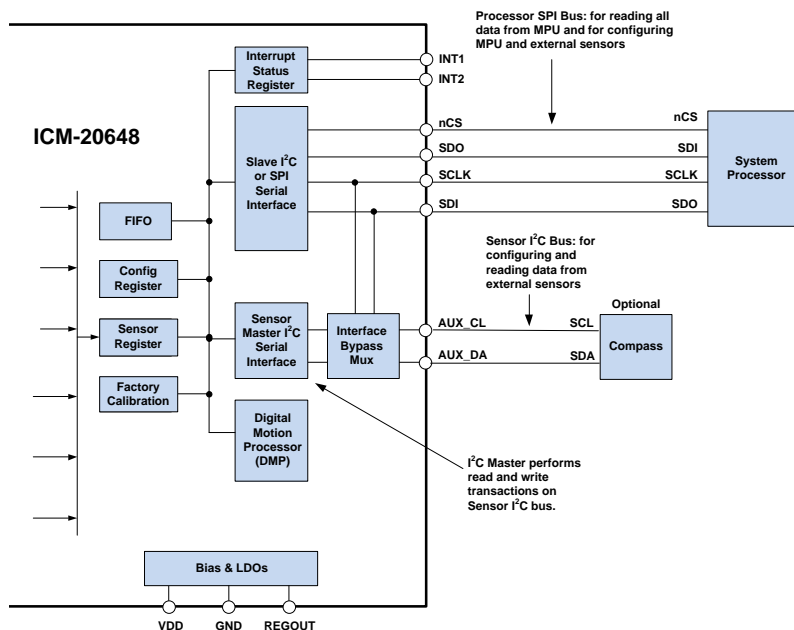 Processor SPI Bus: for reading all
data from MPU and for configuring
MPU and external sensors
Interrupt
Status
Register
INT1
INT2
ICM-20648
Slave I²C
or SPI
Serial
Interface
nCS
SDO
SCLK
SDI
nCS
SDI
SCLK
SDO
System
Processor
FIFO
Config
Register
Sensor
Register
Factory
Calibration
Sensor
Master I²C
Serial
Interface
Interface
Bypass
Mux
Sensor I²C Bus: for
configuring and
reading data from
external sensors
AUX_CL
AUX_DA
SCL
SDA
Optional
Compass
Digital
Motion
Processor
(DMP)
I²C Master performs
read and write
transactions on
Sensor I²C bus.
Bias & LDOs
VDD
GND
REGOUT